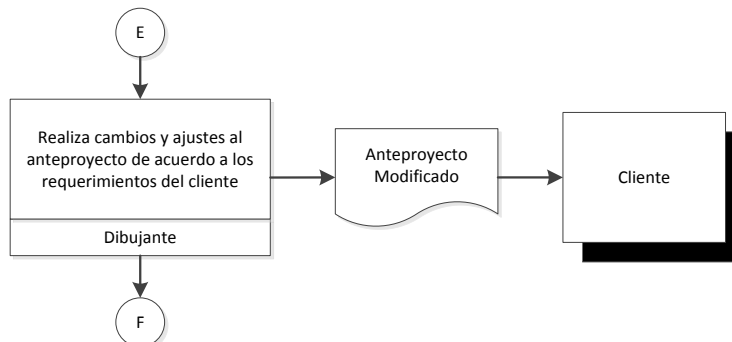 E
Realiza cambios y ajustes al
anteproyecto de acuerdo a los
requerimientos del cliente
Dibujante
Anteproyecto
Modificado
Cliente
F